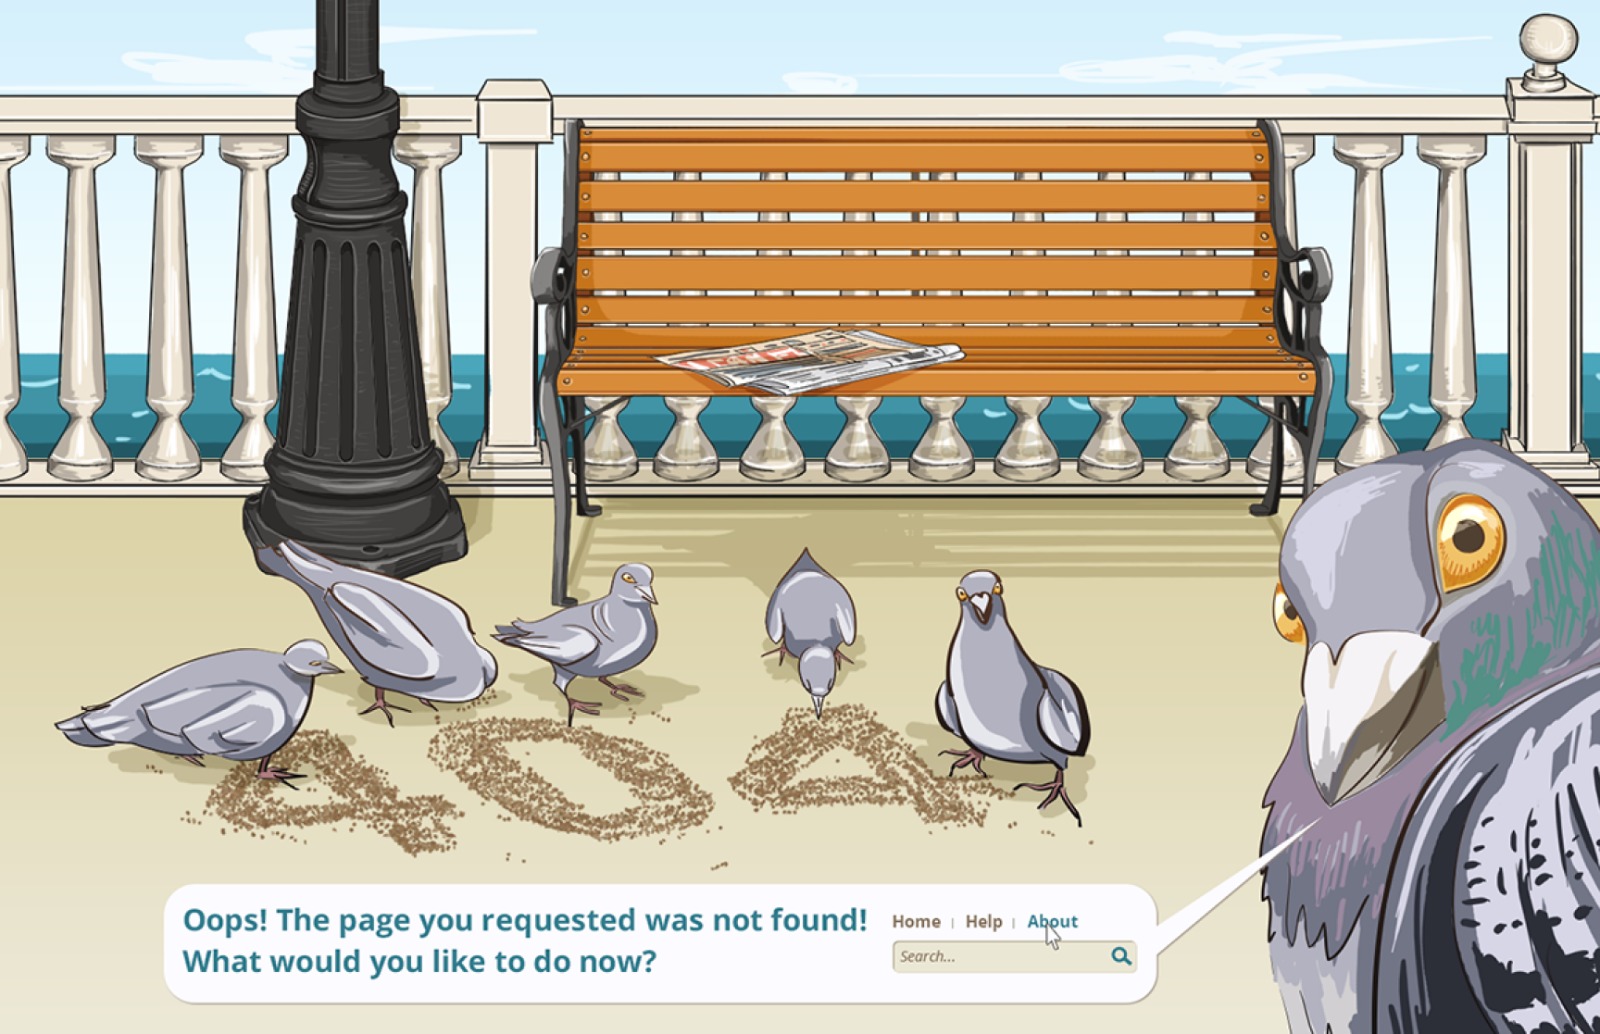 404
Oops! The page you requested was not found!
What would you like to do now?
Home | Help | About
Search...